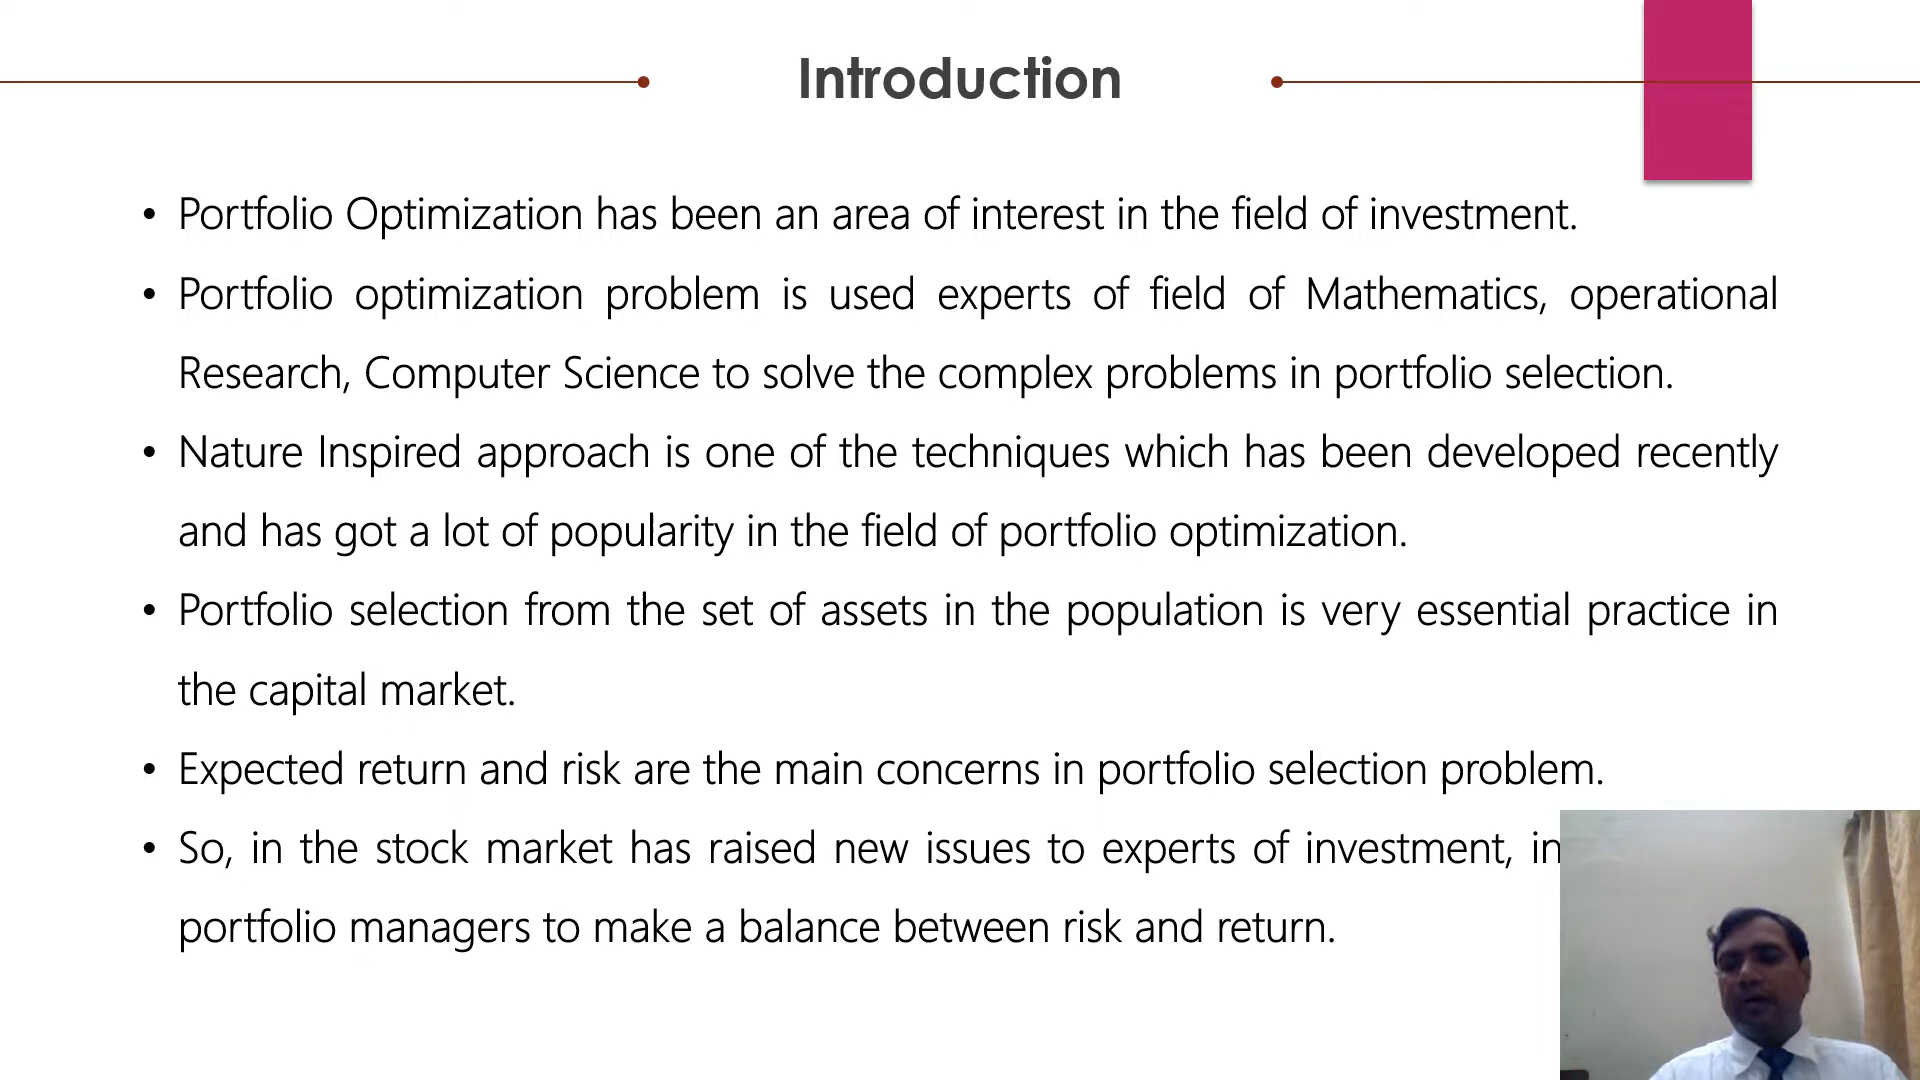 Introduction
• Portfolio Optimization has been an area of interest in the field of investment.
• Portfolio optimization problem is used experts of field of Mathematics, operational
Research, Computer Science to solve the complex problems in portfolio selection.
• Nature Inspired approach is one of the techniques which has been developed recently
and has got a lot of popularity in the field of portfolio optimization.
• Portfolio selection from the set of assets in the population is very essential practice in
the capital market.
• Expected return and risk are the main concerns in portfolio selection problem.
• So, in the stock market has raised new issues to experts of investment,
portfolio managers to make a balance between risk and return.